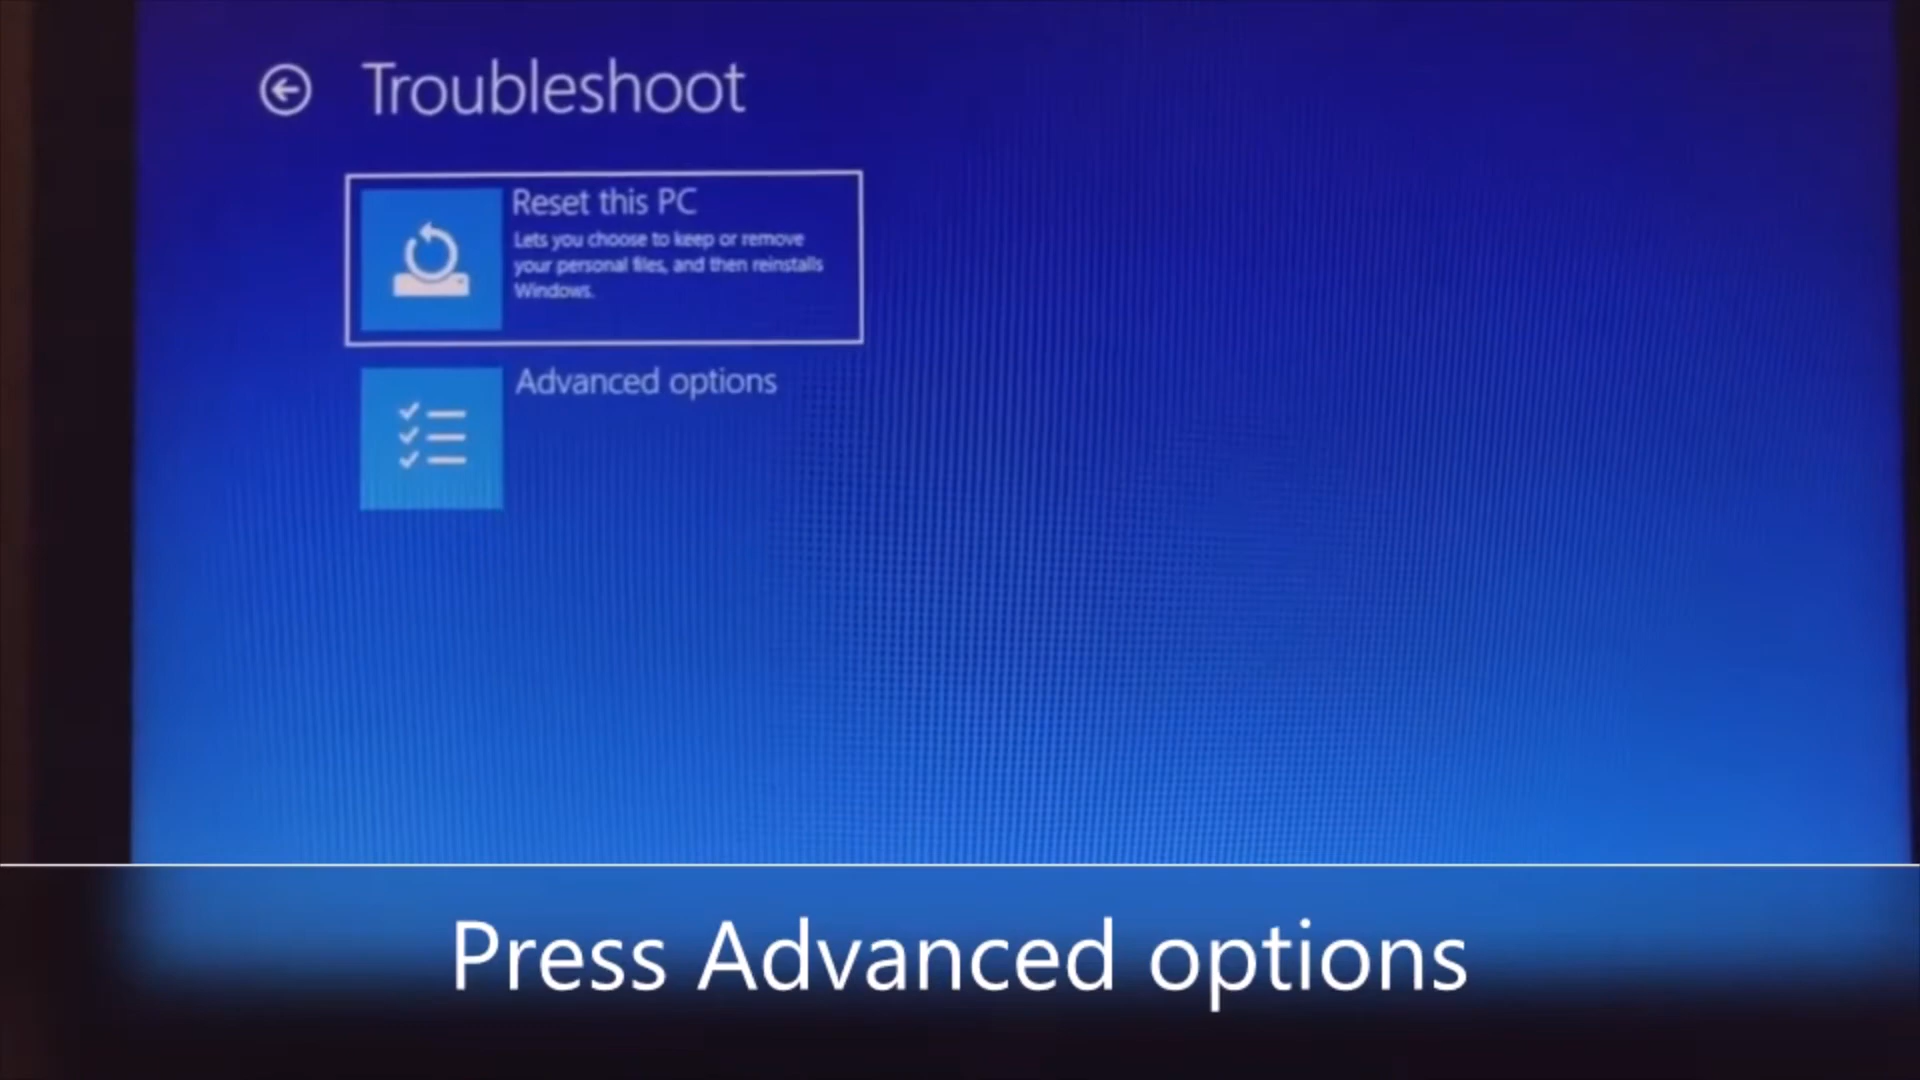 Troubleshoot
Reset this PC
Lets you choose to keep or remove
your personal files, and then reinstalls
Windows.
Advanced options
Press Advanced options